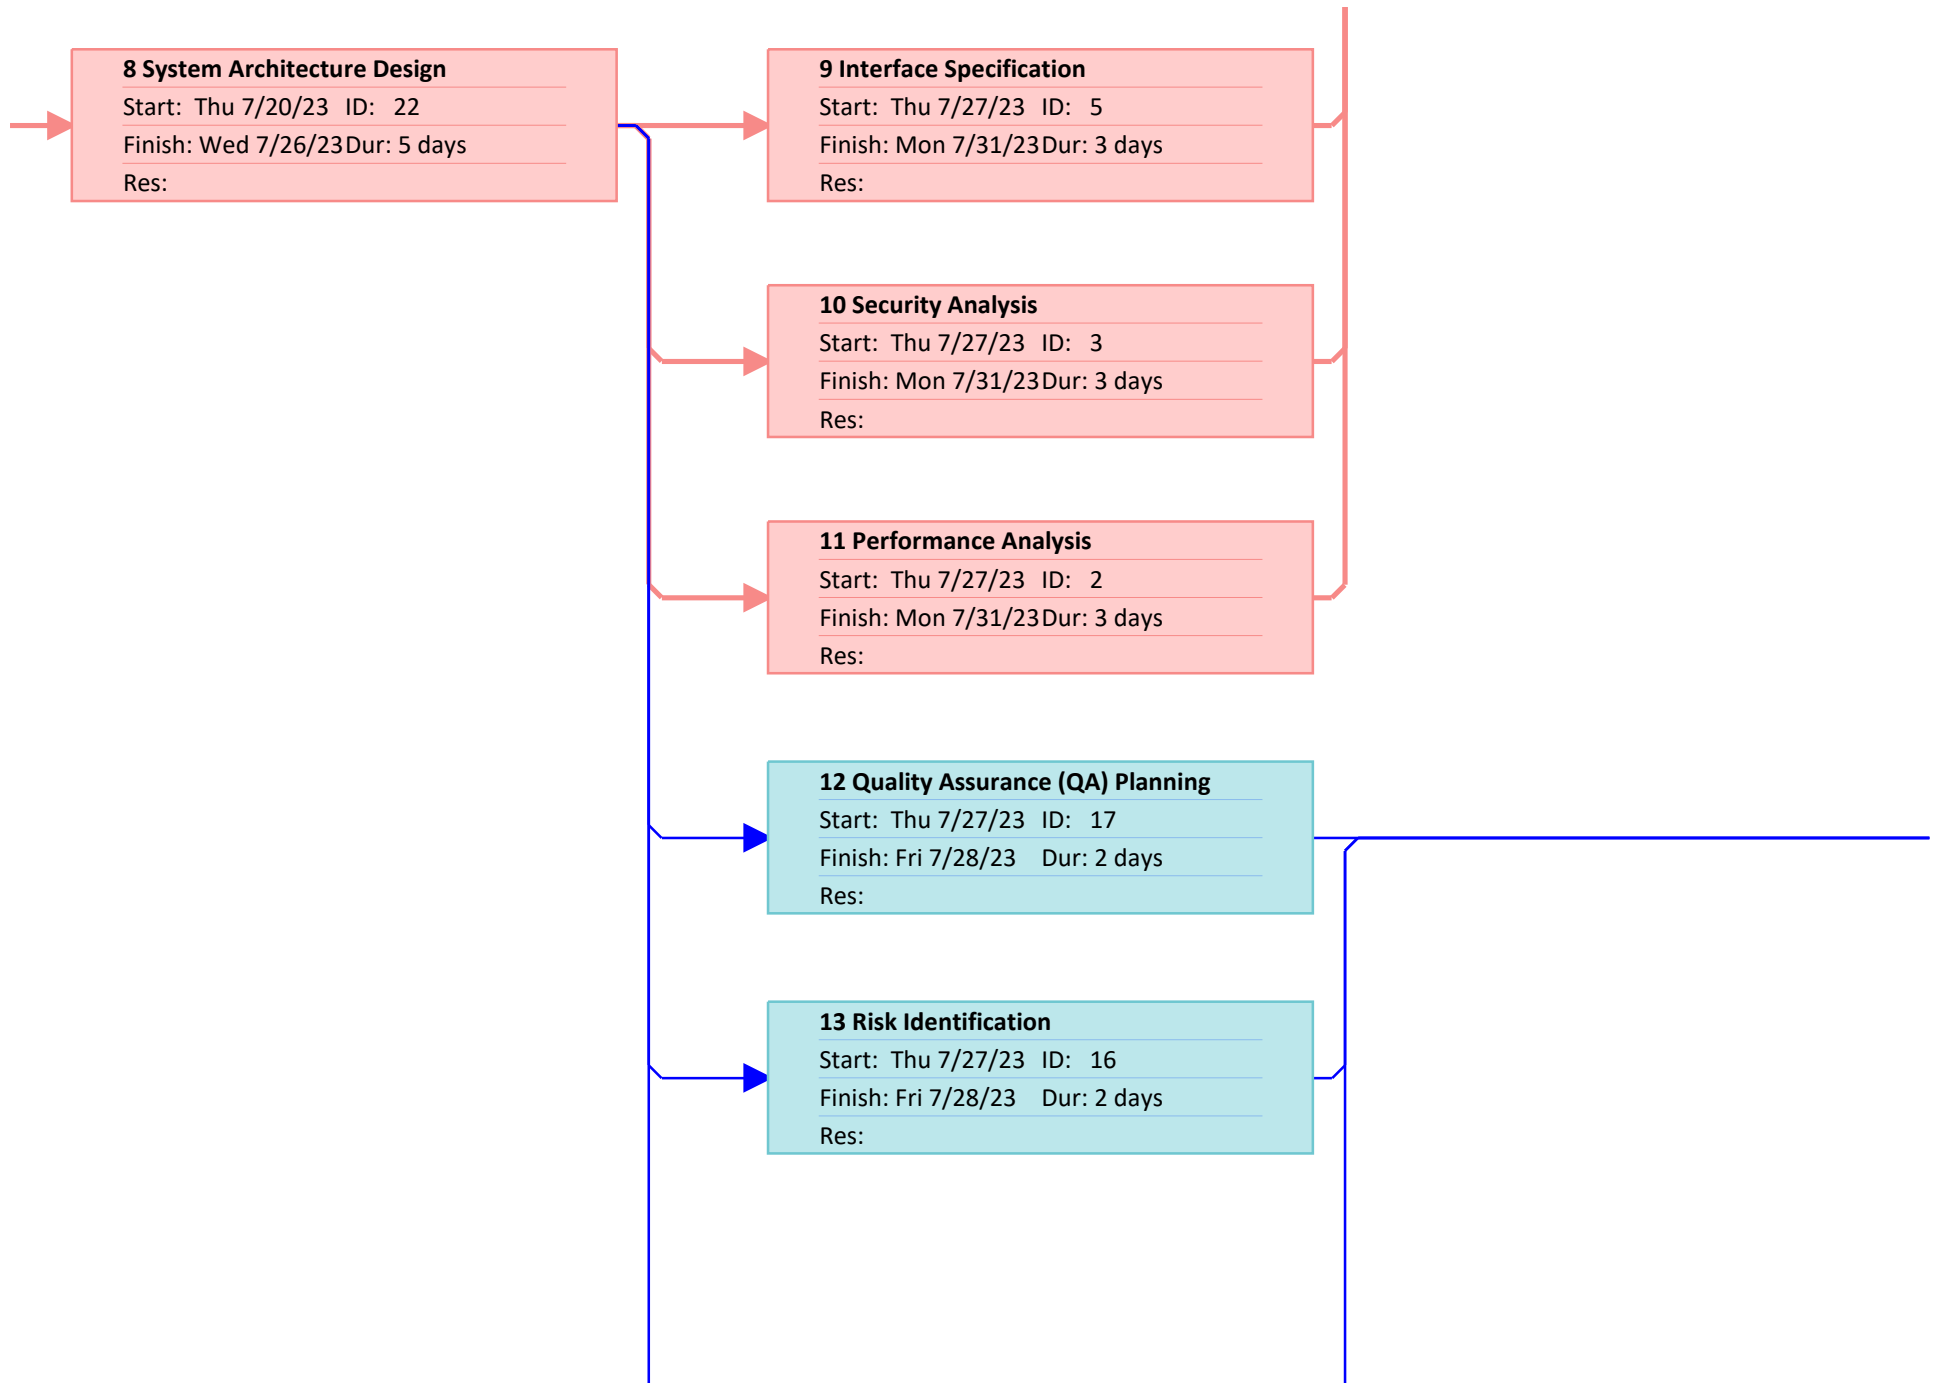 8 System Architecture Design
Start: Thu 7/20/23 ID: 22
Finish: Wed 7/26/23 Dur: 5 days
Res:
9 Interface Specification
Start: Thu 7/27/23 ID: 5
Finish: Mon 7/31/23 Dur: 3 days
Res:
10 Security Analysis
Start: Thu 7/27/23 ID: 3
Finish: Mon 7/31/23 Dur: 3 days
Res:
11 Performance Analysis
Start: Thu 7/27/23 ID: 2
Finish: Mon 7/31/23 Dur: 3 days
Res:
12 Quality Assurance (QA) Planning
Start: Thu 7/27/23 ID: 17
Finish: Fri 7/28/23 Dur: 2 days
Res:
13 Risk Identification
Start: Thu 7/27/23 ID: 16
Finish: Fri 7/28/23 Dur: 2 days
Res: